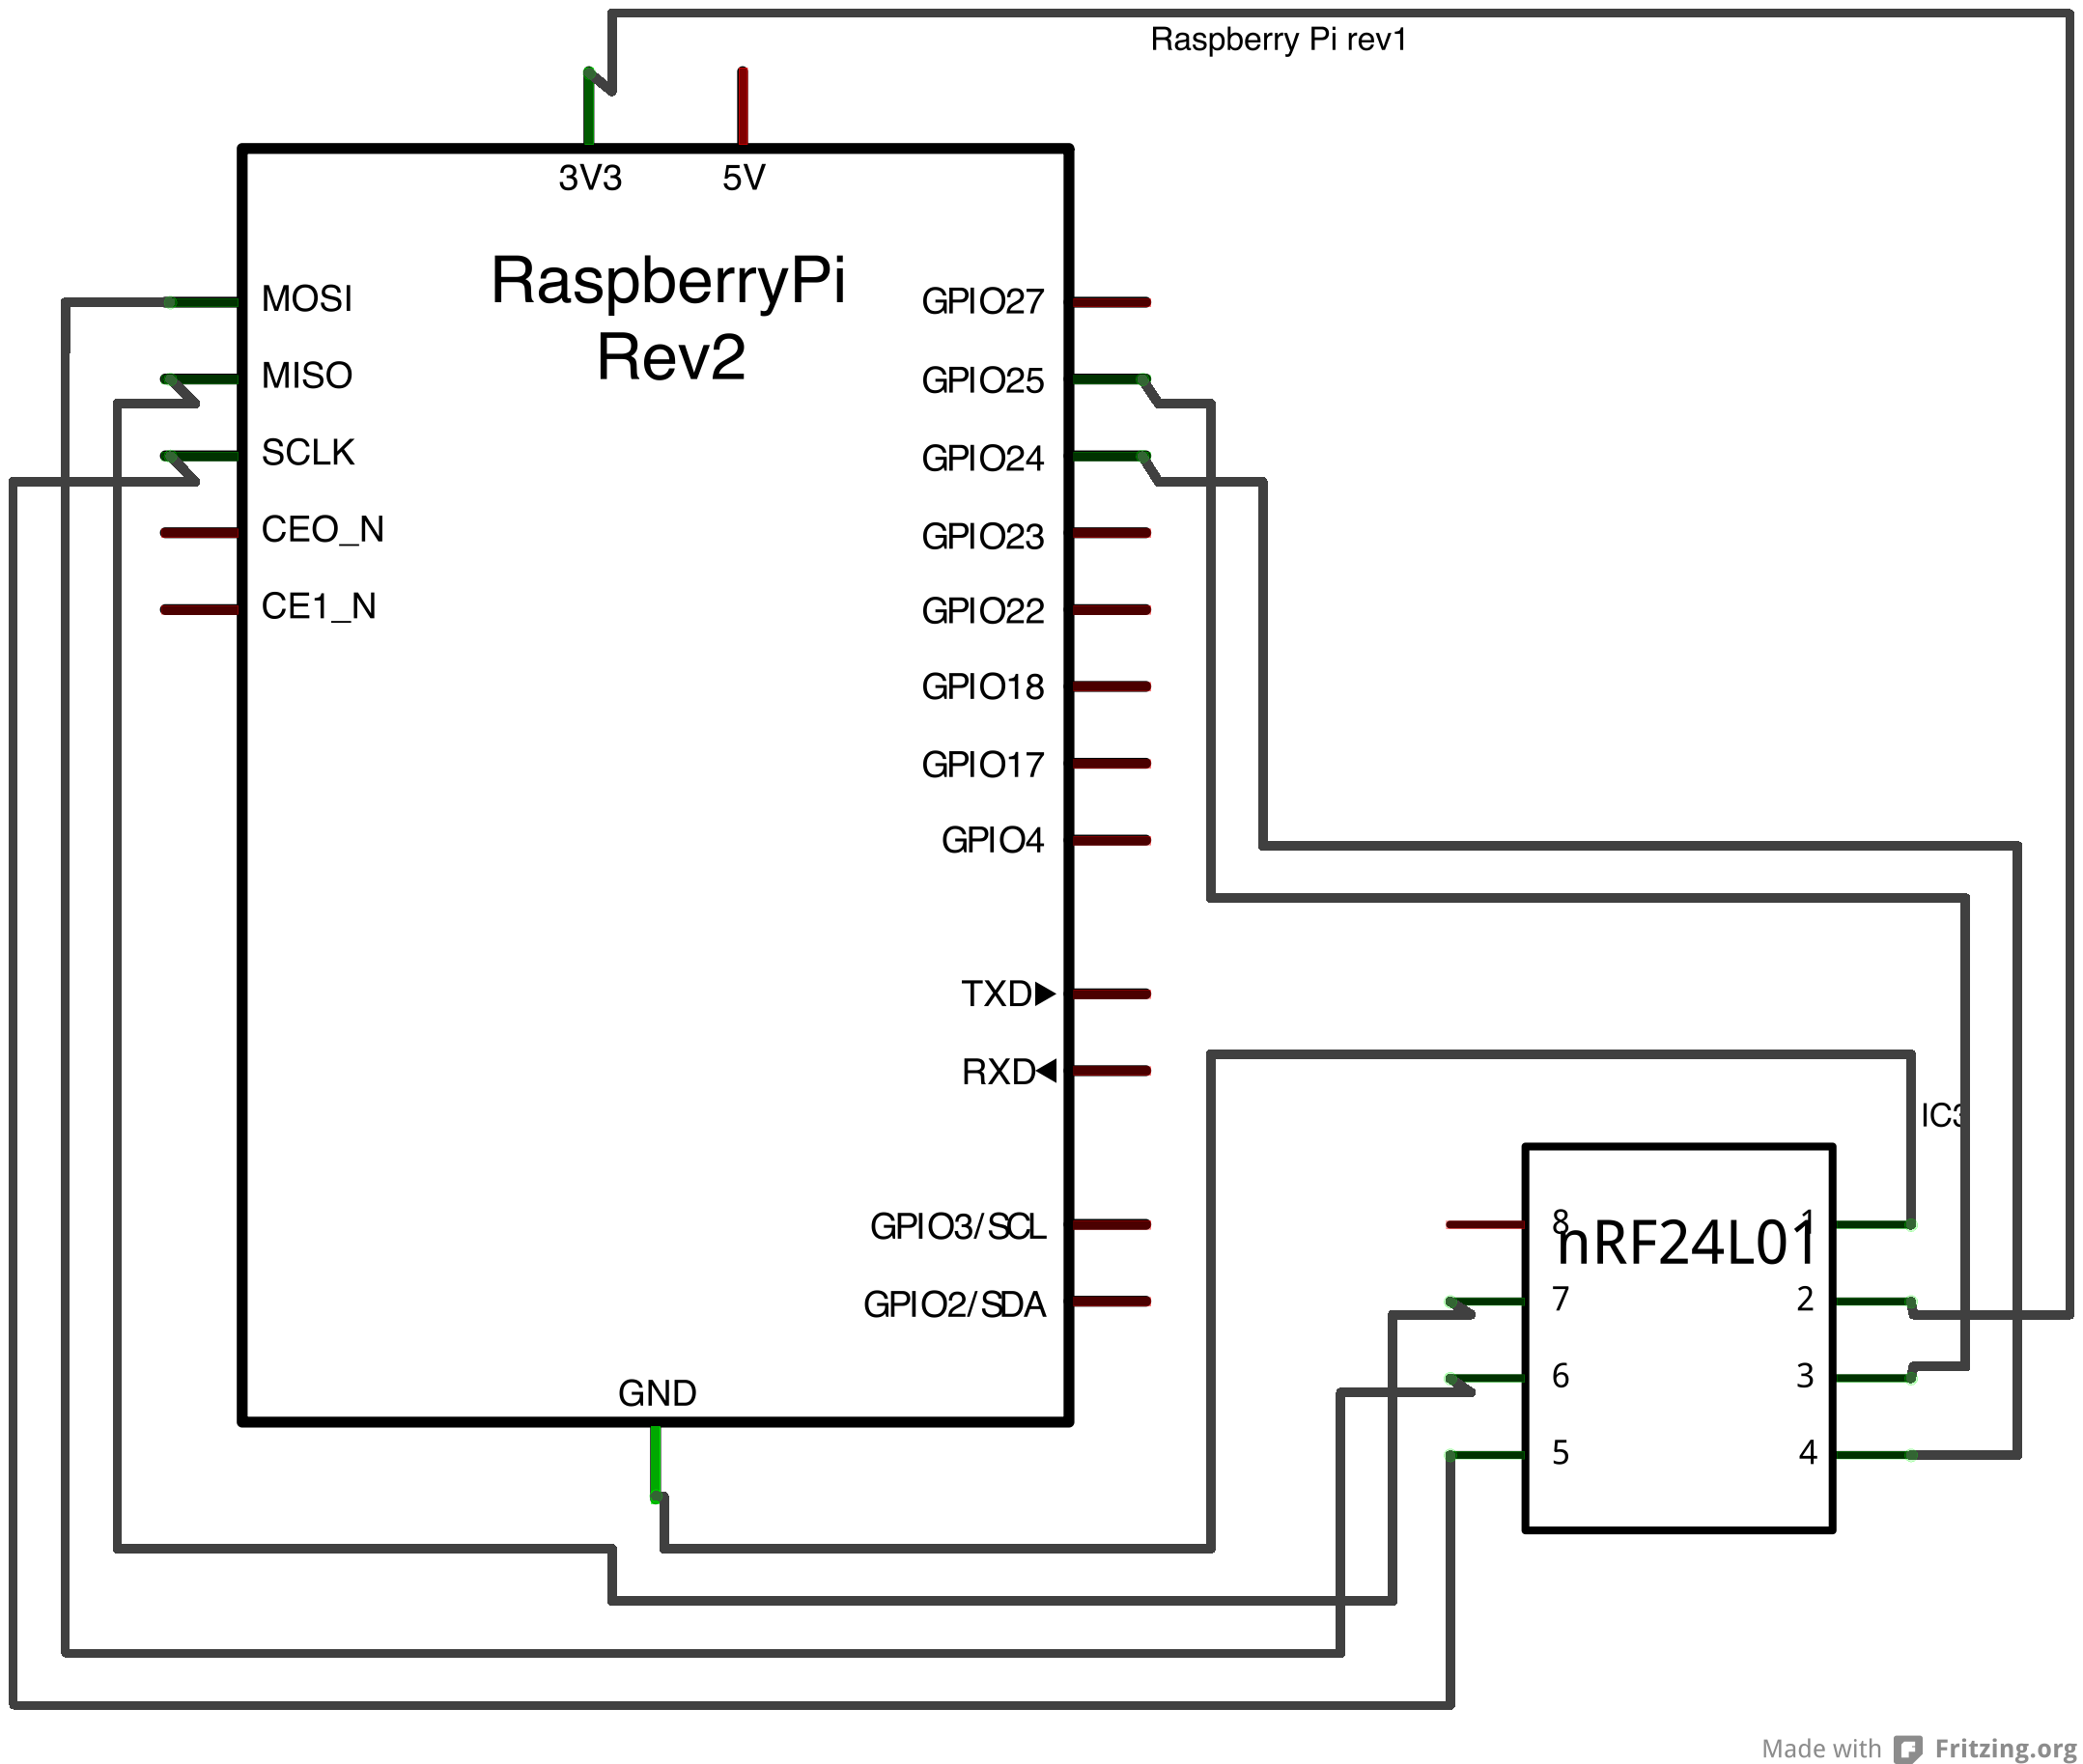 Raspberry Pi rev1
3V3 5V
RaspberryPi
Rev2
MOSI
MISO
SCLK
CEO_N
CE1_N
GPIO27
GPIO25
GPIO24
GPIO23
GPIO22
GPIO18
GPIO17
GPIO4
TXD
RXD
GPIO3/SCL
GPIO2/SDA
GND
IC3
nRF24L01
8 1
7 2
6 3
5 4
Made with Fritzing.org